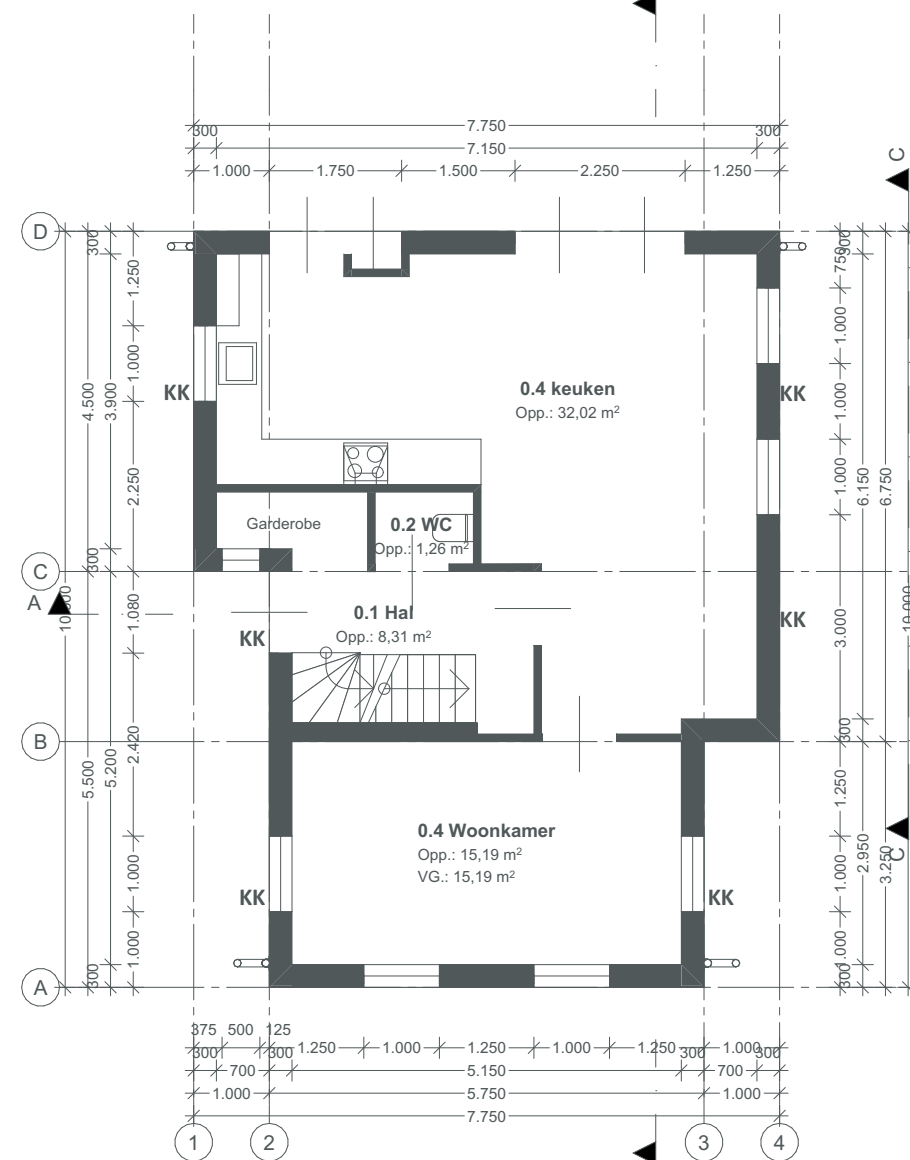 C
7.750
300
300
7.150
1.000
1.750
1.500
2.250
1.250
D
300
300
1.250
750
1.000
1.000
4.500
3.900
KK
KK
0.4 keuken
Opp.: 32,02 m²
1.000
2.250
1.000
6.150
6.750
Garderobe
0.2 WC
Opp.: 1,26 m²
300
C
A
10.000
1.080
0.1 Hal
Opp.: 8,31 m²
KK
KK
3.000
10.000
B
300
2.420
5.500
5.200
1.250
0.4 Woonkamer
Opp.: 15,19 m²
VG.: 15,19 m²
2.950
3.250
C
1.000
KK
KK
1.000
1.000
1.000
300
300
A
375
500
125
1.250
1.000
1.250
1.000
1.250
1.000
300
300
300
300
700
5.150
700
1.000
5.750
1.000
7.750
1
2
3
4